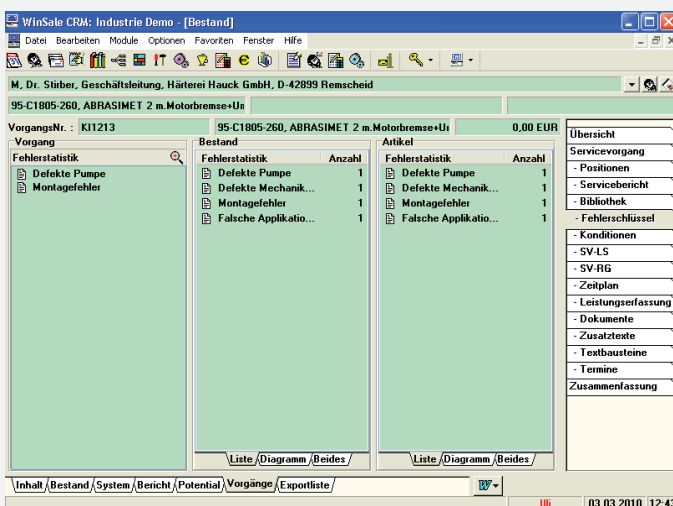 WinSale CRM: Industrie Demo - [Bestand]
Datei Bearbeiten Module Optionen Favoriten Fenster Hilfe
M, Dr. Stirber, Geschäftsleitung, Härterei Hauck GmbH, D-42899 Remscheid
95-C1805-260, ABRASIMET 2 m.Motorbremse+Un
VorgangsNr. : KI1213 95-C1805-260, ABRASIMET 2 m.Motorbremse+Un 0,00 EUR
Vorgang
Fehlerstatistik
Defekte Pumpe
Montagefehler
Bestand
Fehlerstatistik Anzahl
Defekte Pumpe 1
Defekte Mechanik... 1
Montagefehler 1
Falsche Applikatio... 1
Liste Diagramm Beides
Artikel
Fehlerstatistik Anzahl
Defekte Pumpe 1
Defekte Mechanik... 1
Montagefehler 1
Falsche Applikatio... 1
Liste Diagramm Beides
Übersicht
Servicevorgang
- Positionen
- Servicebericht
- Bibliothek
- Fehlerschlüssel
- Konditionen
- SV-LS
- SV-RG
- Zeitplan
- Leistungserfassung
- Dokumente
- Zusatztexte
- Textbausteine
- Termine
Zusammenfassung
Inhalt Bestand System Bericht Potential Vorgänge Exportliste
Uli 03.03.2010 12:43